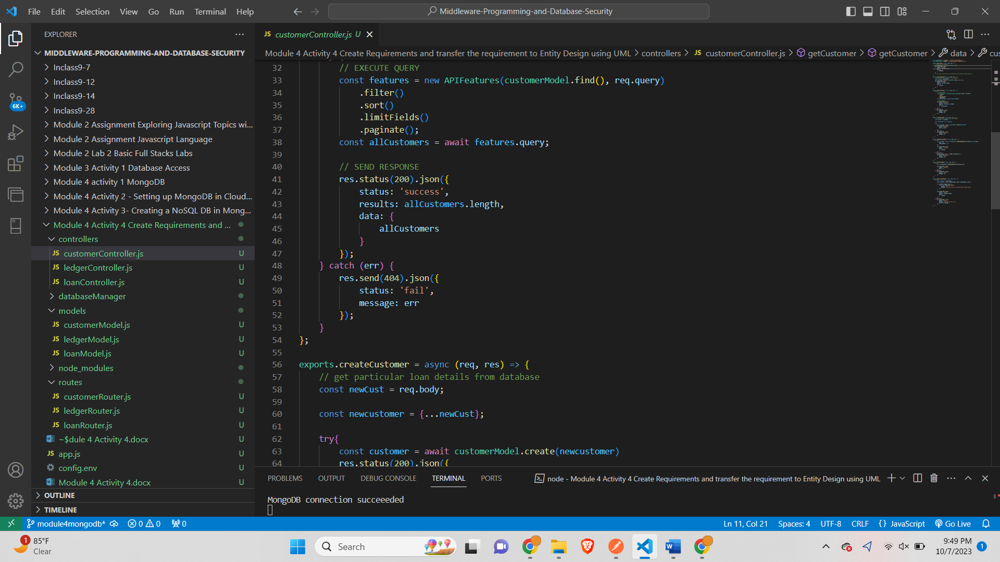 File Edit Selection View Go Run Terminal Help
Middleware-Programming-and-Database-Security
EXPLORER
MIDDLEWARE-PROGRAMMING-AND-DATABASE-SECURITY
Inclass9-7
Inclass9-12
Inclass9-14
Inclass9-28
Module 2 Assignment Exploring Javascript Topics wi...
Module 2 Assignment Javascript Language
Module 2 Lab 2 Basic Full Stacks Labs
Module 3 Activity 1 Database Access
Module 4 activity 1 MongoDB
Module 4 Activity 2 - Setting up MongoDB in Cloud...
Module 4 Activity 3- Creating a NoSQL DB in Mong...
Module 4 Activity 4 Create Requirements and ...
controllers
JS customerController.js U
JS ledgerController.js U
JS loanController.js U
databaseManager
models
JS customerModel.js U
JS ledgerModel.js U
JS loanModel.js U
node_modules
routes
JS customerRouter.js U
JS ledgerRouter.js U
JS loanRouter.js U
~$dule 4 Activity 4.docx U
JS app.js U
config.env U
Module 4 Activity 4.docx U
OUTLINE
TIMELINE
6K+
JS customerController.js U
Module 4 Activity 4 Create Requirements and transfer the requirement to Entity Design using UML > controllers > JS customerController.js > getCustomer > getCustomer > data > cus
32 // EXECUTE QUERY
33 const features = new APIFeatures(customerModel.find(), req.query)
34 .filter()
35 .sort()
36 .limitFields()
37 .paginate();
38 const allCustomers = await features.query;
39
40 // SEND RESPONSE
41 res.status(200).json({
42 status: 'success',
43 results: allCustomers.length,
44 data: {
45 allCustomers
46 }
47 });
48 } catch (err) {
49 res.send(404).json({
50 status: 'fail',
51 message: err
52 });
53 }
54 };
55
56 exports.createCustomer = async (req, res) => {
57 // get particular loan details from database
58 const newCust = req.body;
59
60 const newcustomer = {...newCust};
61
62 try{
63 const customer = await customerModel.create(newcustomer)
64 res.status(200).json({
PROBLEMS OUTPUT DEBUG CONSOLE TERMINAL PORTS
node - Module 4 Activity 4 Create Requirements and transfer the requirement to Entity Design using UML
MongoDB connection succeeeded
module4mongodb* 0 0 0
Ln 11, Col 21 Spaces: 4 UTF-8 CRLF {} JavaScript Go Live
1
85°F
Clear
Search
9:49 PM
10/7/2023
1